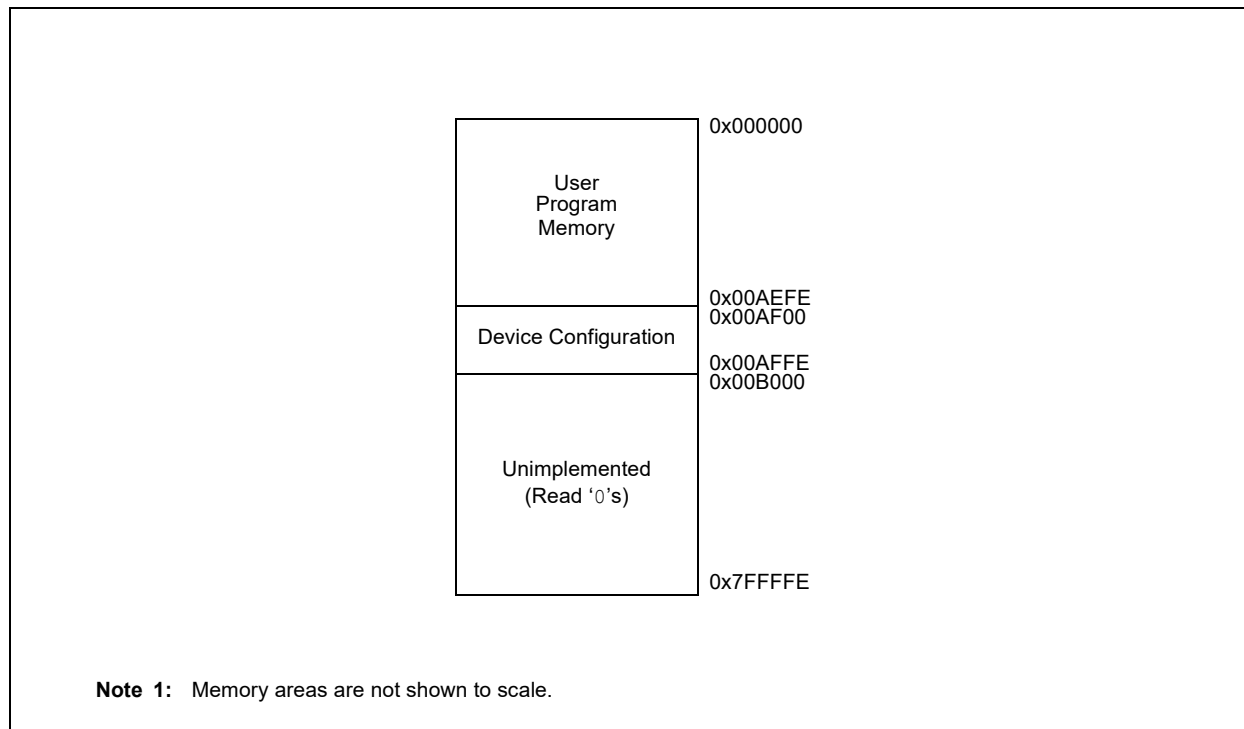 0x000000
User
Program
Memory
0x00AEFE
0x00AF00
Device Configuration
0x00AFFE
0x00B000
Unimplemented
(Read ‘0’s)
0x7FFFFE
Note 1: Memory areas are not shown to scale.